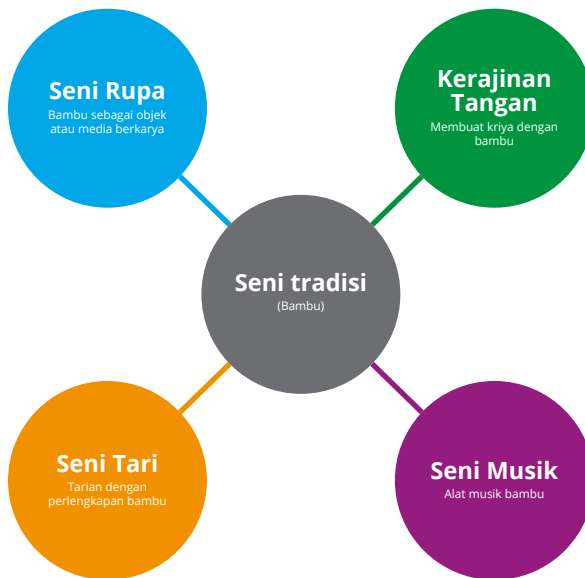 Seni Rupa
Bambu sebagai objek
atau media berkarya
Kerajinan
Tangan
Membuat kriya dengan
bambu
Seni tradisi
(Bambu)
Seni Tari
Tarian dengan
perlengkapan bambu
Seni Musik
Alat musik bambu